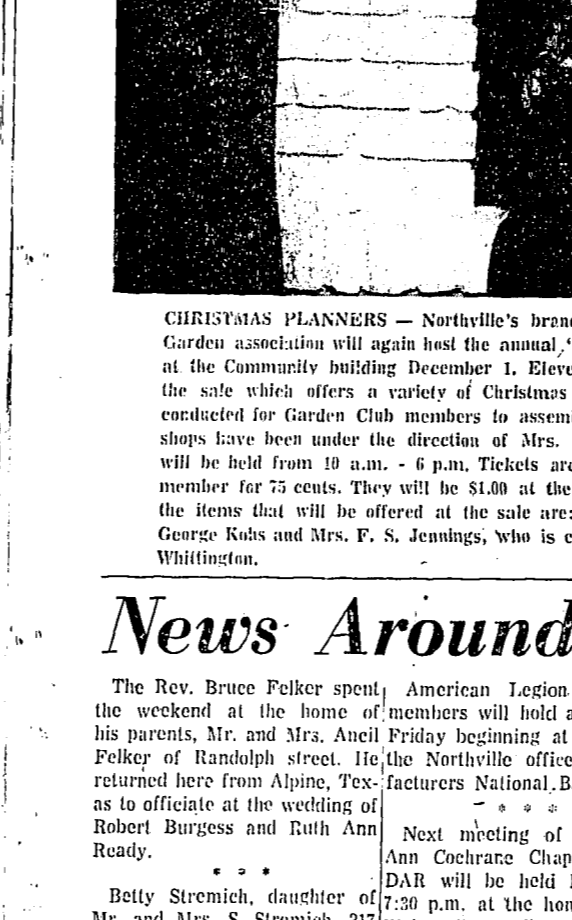 CHRISTMAS PLANNERS — Northville's
Garden association will again host the annual
at the Community building December 1.
the sale which offers a variety of Christmas
conducted for Garden Club members to
shops have been under the direction of Mrs.
will be held from 10 a.m. - 6 p.m. Tickets
member for 75 cents. They will be $1.00 at the
the items that will be offered at the sale are:
George Kohs and Mrs. F. S. Jennings, who is
Whittington.
News Around
The Rev. Bruce Felker spent
the weekend at the home of
his parents, Mr. and Mrs. Ancil
Felker of Randolph street. He
returned here from Alpine, Tex-
as to officiate at the wedding of
Robert Burgess and Ruth Ann
Ready.
* * *
Betty Stremich, daughter of
Mr. and Mrs. S. Stremich, 217
American Legion
members will hold a
Friday beginning at
the Northville office
facturers National
* * *
Next meeting of
Ann Cochrane
DAR will be held
7:30 p.m. at the